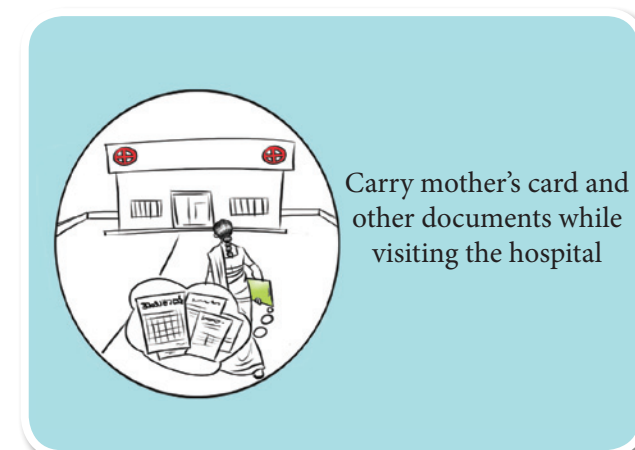 Carry mother’s card and
other documents while
visiting the hospital